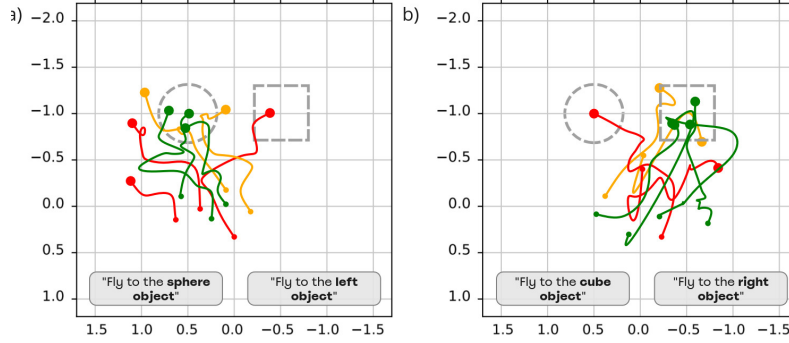 a)
b)
−2.0
−1.5
−1.0
−0.5
0.0
0.5
1.0
"Fly to the sphere
object"
"Fly to the left
object"
1.5 1.0 0.5 0.0 −0.5 −1.0 −1.5
−2.0
−1.5
−1.0
−0.5
0.0
0.5
1.0
"Fly to the cube
object"
"Fly to the right
object"
1.5 1.0 0.5 0.0 −0.5 −1.0 −1.5